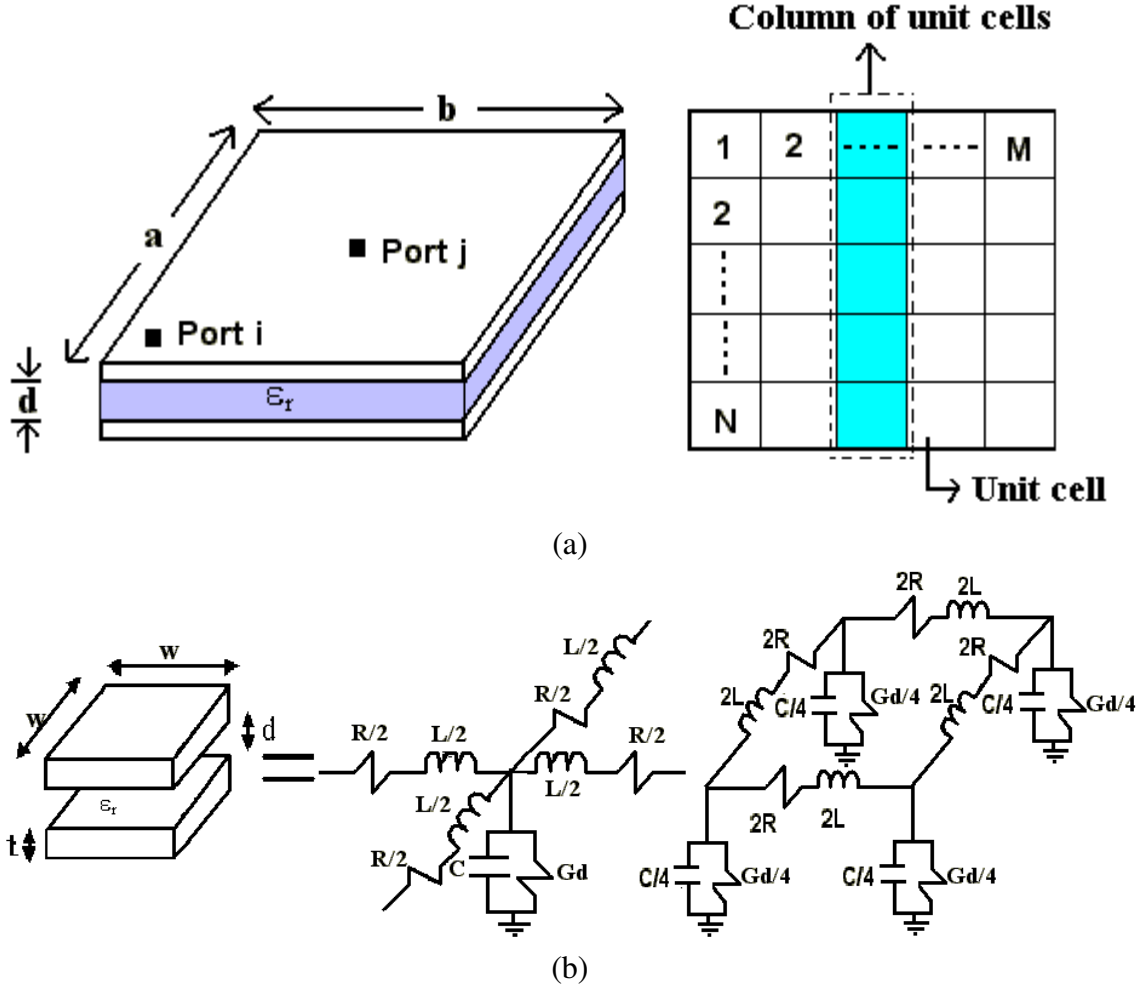 Column of unit cells
b
a
Port j
Port i
d
εr
1 2 ---- ---- M
2
N
Unit cell
(a)
w
w
d
εr
t
R/2
L/2
L/2
R/2
L/2
R/2
L/2
R/2
C
Gd
2R
2L
2R
2L
C/4
Gd/4
2R
2L
C/4
Gd/4
2R
2L
C/4
Gd/4
C/4
Gd/4
(b)